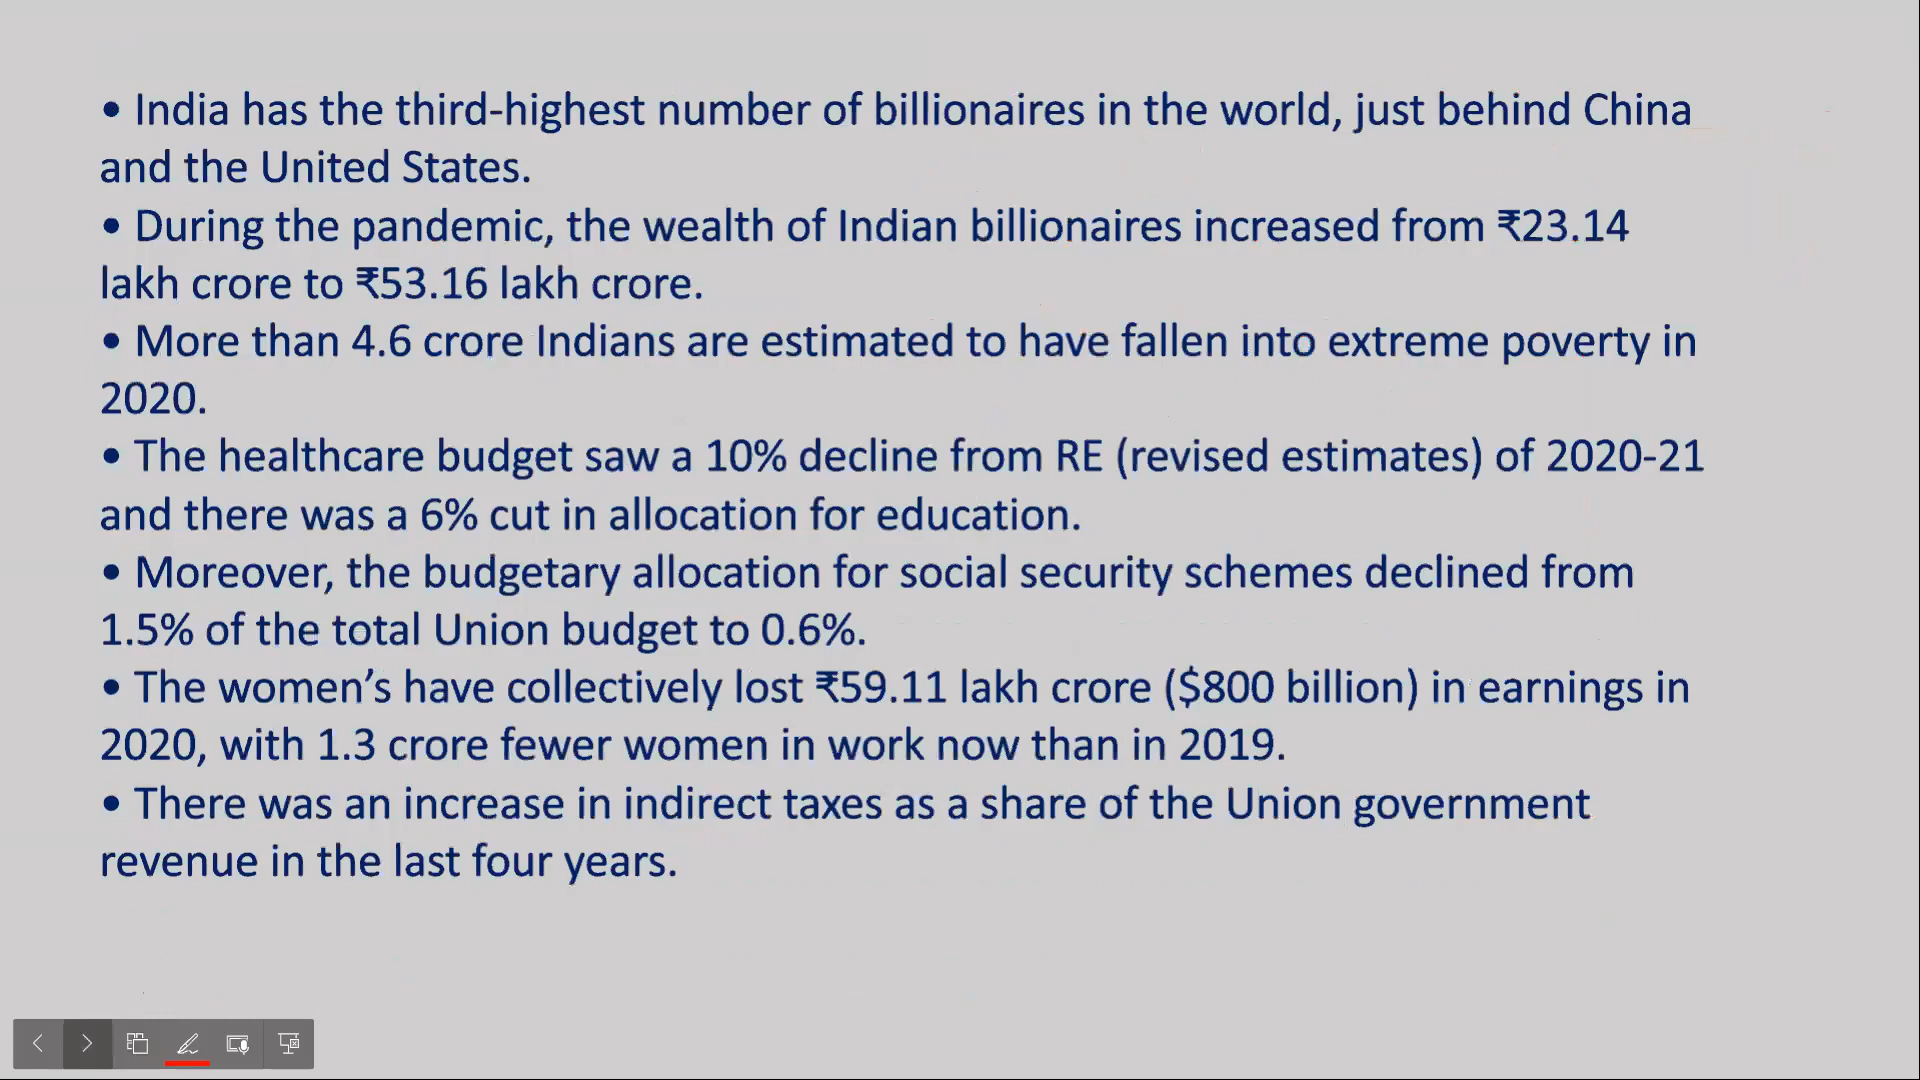 • India has the third-highest number of billionaires in the world, just behind China
and the United States.
• During the pandemic, the wealth of Indian billionaires increased from ₹23.14
lakh crore to ₹53.16 lakh crore.
• More than 4.6 crore Indians are estimated to have fallen into extreme poverty in
2020.
• The healthcare budget saw a 10% decline from RE (revised estimates) of 2020-21
and there was a 6% cut in allocation for education.
• Moreover, the budgetary allocation for social security schemes declined from
1.5% of the total Union budget to 0.6%.
• The women’s have collectively lost ₹59.11 lakh crore ($800 billion) in earnings in
2020, with 1.3 crore fewer women in work now than in 2019.
• There was an increase in indirect taxes as a share of the Union government
revenue in the last four years.